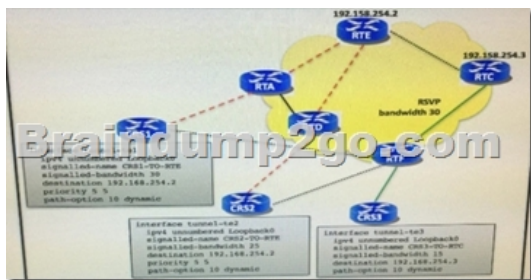 192.158.254.2
RTE
192.158.254.3
RTC
RTA
RSVP
bandwidth 30
Braindump2go.com
RTF
ipv4 unnumbered Loopback0
signalled-name CRS1-TO-RTE
signalled-bandwidth 30
destination 192.168.254.2
priority 5 5
path-option 10 dynamic
CRS2
CRS3
interface tunnel-te2
ipv4 unnumbered Loopback0
signalled-name CRS2-TO-RTE
signalled-bandwidth 25
destination 192.168.254.2
priority 5 5
path-option 10 dynamic
interface tunnel-te3
ipv4 unnumbered Loopback0
signalled-name CRS3-TO-RTC
signalled-bandwidth 15
destination 192.168.254.3
path-option 10 dynamic